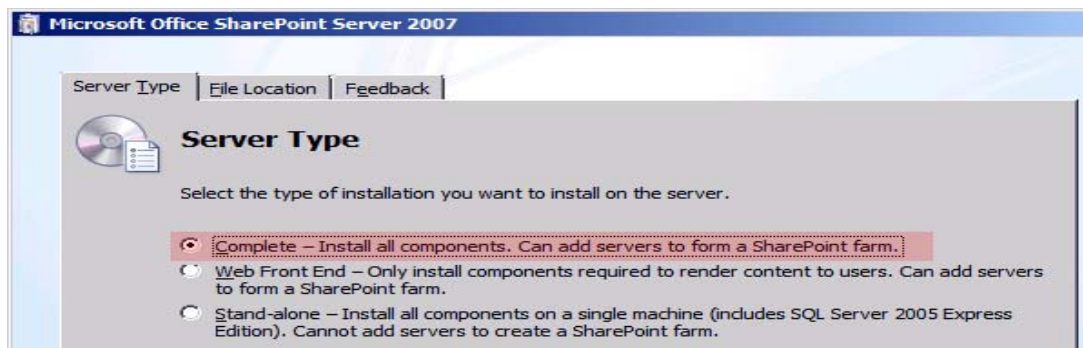 Microsoft Office SharePoint Server 2007
Server Type File Location Feedback
Server Type
Select the type of installation you want to install on the server.
Complete – Install all components. Can add servers to form a SharePoint farm.
Web Front End – Only install components required to render content to users. Can add servers
to form a SharePoint farm.
Stand-alone – Install all components on a single machine (includes SQL Server 2005 Express
Edition). Cannot add servers to create a SharePoint farm.